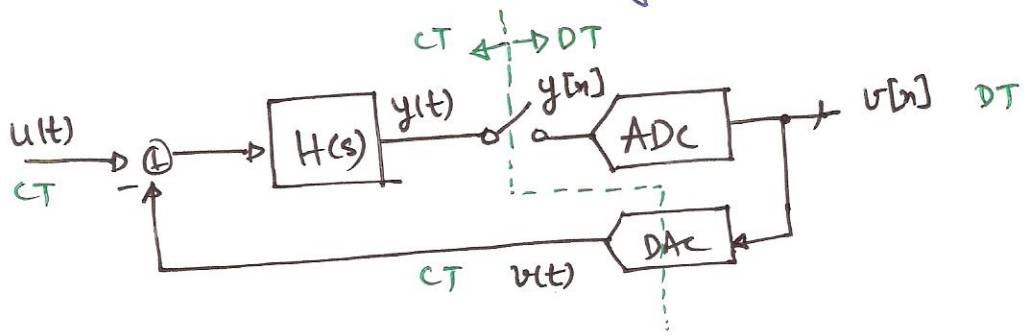 CT DT
u(t) H(s) y(t) y[n] ADC v[n] DT
CT
DAC
CT v(t)